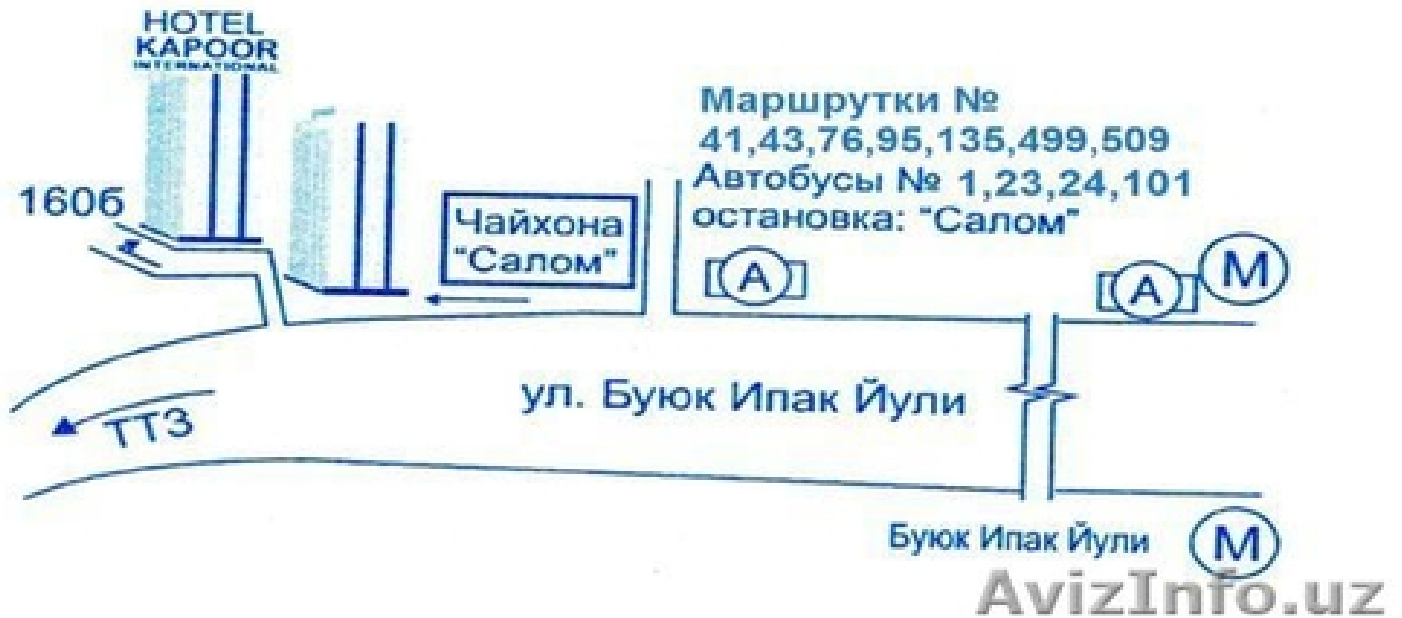 HOTEL
KAPOOR
INTERNATIONAL
Маршрутки №
41,43,76,95,135,499,509
Автобусы № 1,23,24,101
остановка: "Салом"
160б
Чайхона
"Салом"
А
А
М
ул. Буюк Ипак Йули
ТТЗ
Буюк Ипак Йули
М
AvizInfo.uz